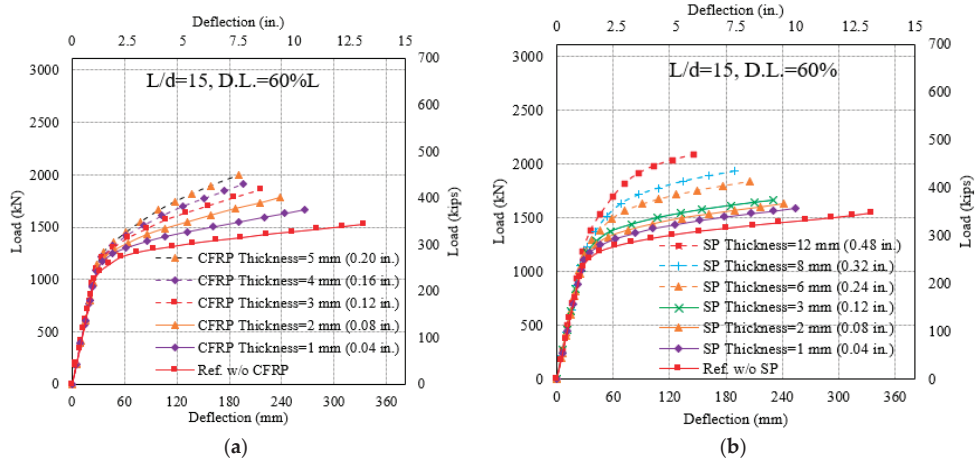 Deflection (in.)
0 2.5 5 7.5 10 12.5 15
L/d=15, D.L.=60%L
3000
2500
2000
1500
1000
500
0
Load (kN)
700
600
500
400
300
200
100
0
Load (kips)
CFRP Thickness=5 mm (0.20 in.)
CFRP Thickness=4 mm (0.16 in.)
CFRP Thickness=3 mm (0.12 in.)
CFRP Thickness=2 mm (0.08 in.)
CFRP Thickness=1 mm (0.04 in.)
Ref. w/o CFRP
0 60 120 180 240 300 360
Deflection (mm)
(a)
Deflection (in.)
0 2.5 5 7.5 10 12.5 15
L/d=15, D.L.=60%
3000
2500
2000
1500
1000
500
0
Load (kN)
700
600
500
400
300
200
100
0
Load (kips)
SP Thickness=12 mm (0.48 in.)
SP Thickness=8 mm (0.32 in.)
SP Thickness=6 mm (0.24 in.)
SP Thickness=3 mm (0.12 in.)
SP Thickness=2 mm (0.08 in.)
SP Thickness=1 mm (0.04 in.)
Ref. w/o SP
0 60 120 180 240 300 360
Deflection (mm)
(b)